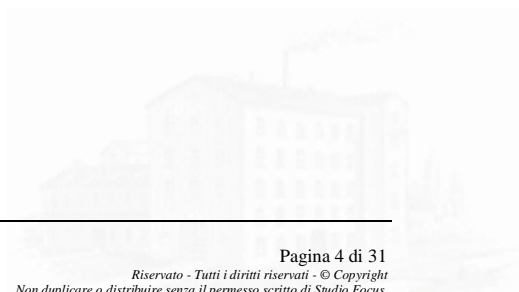 Pagina 4 di 31
Riservato - Tutti i diritti riservati - © Copyright
Non duplicare o distribuire senza il permesso scritto di Studio Focus